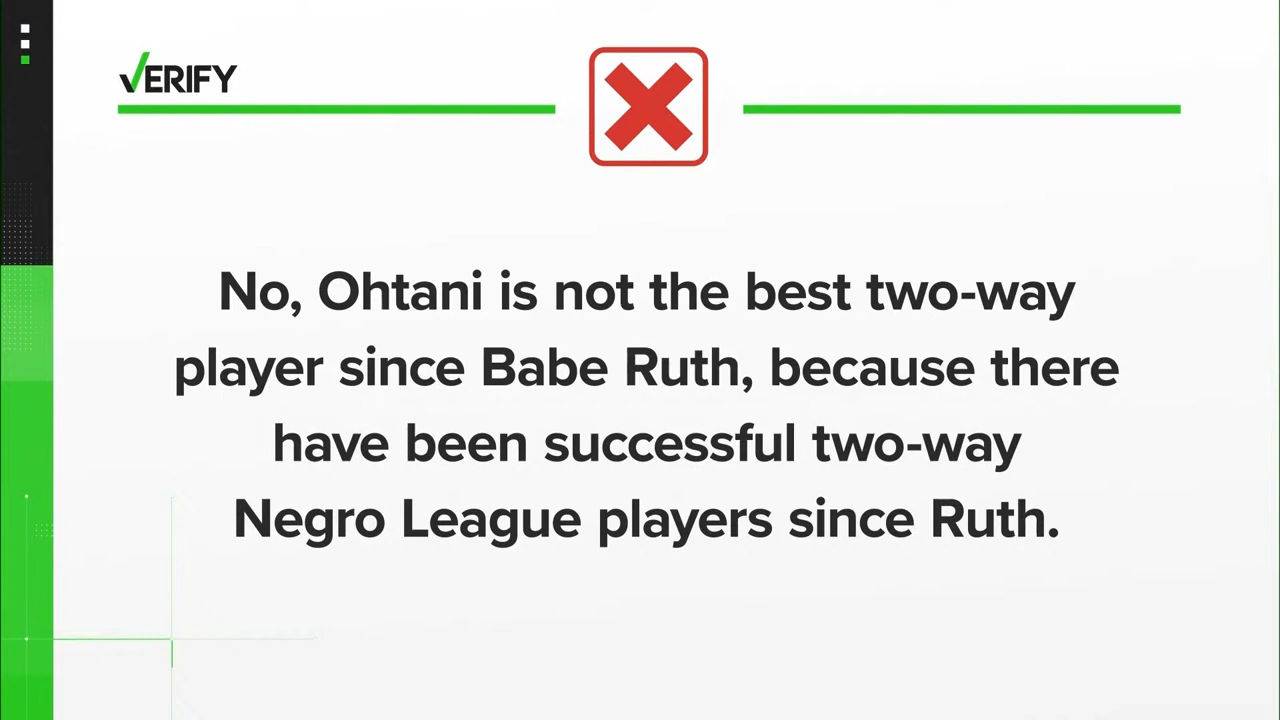 VERIFY
No, Ohtani is not the best two-way
player since Babe Ruth, because there
have been successful two-way
Negro League players since Ruth.